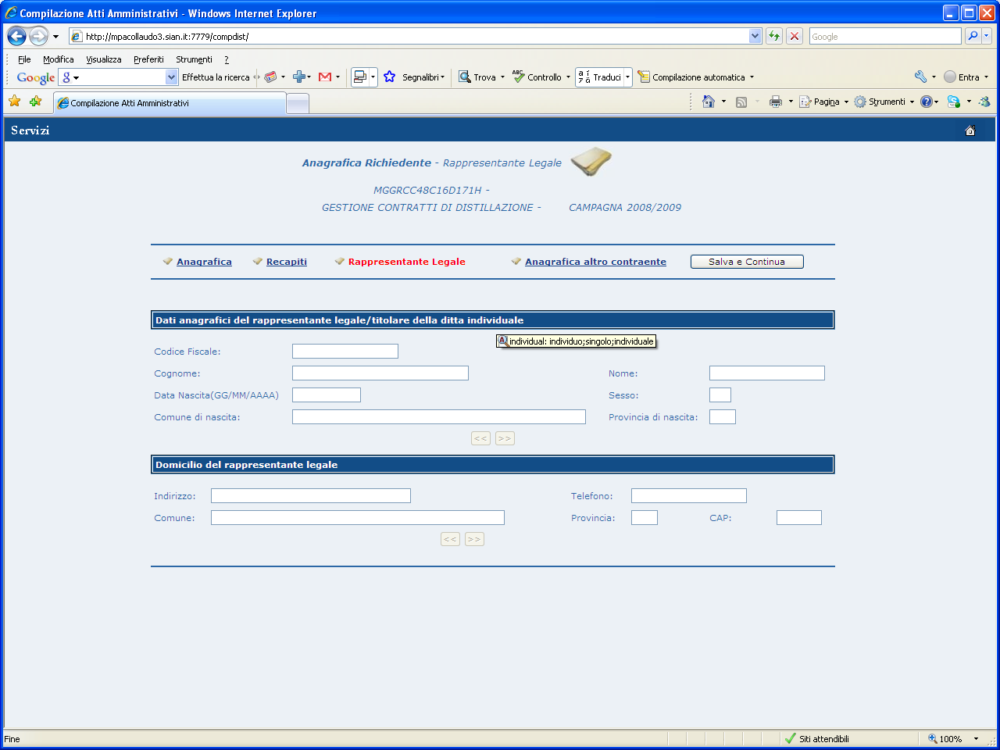 Compilazione Atti Amministrativi - Windows Internet Explorer
http://mpacollaudo3.sian.it:7779/compdist/
Google
File Modifica Visualizza Preferiti Strumenti ?
Google g Effettua la ricerca Segnalibri Trova ABC Controllo Traduci Compilazione automatica Entra
Compilazione Atti Amministrativi
Pagina Strumenti
Servizi
Anagrafica Richiedente - Rappresentante Legale
MGGRCC48C16D171H -
GESTIONE CONTRATTI DI DISTILLAZIONE - CAMPAGNA 2008/2009
Anagrafica Recapiti Rappresentante Legale Anagrafica altro contraente Salva e Continua
Dati anagrafici del rappresentante legale/titolare della ditta individuale
individual: individuo;singolo;individuale
Codice Fiscale:
Cognome: Nome:
Data Nascita(GG/MM/AAAA) Sesso:
Comune di nascita: Provincia di nascita:
<< >>
Domicilio del rappresentante legale
Indirizzo: Telefono:
Comune: Provincia: CAP:
<< >>
Fine Siti attendibili 100%